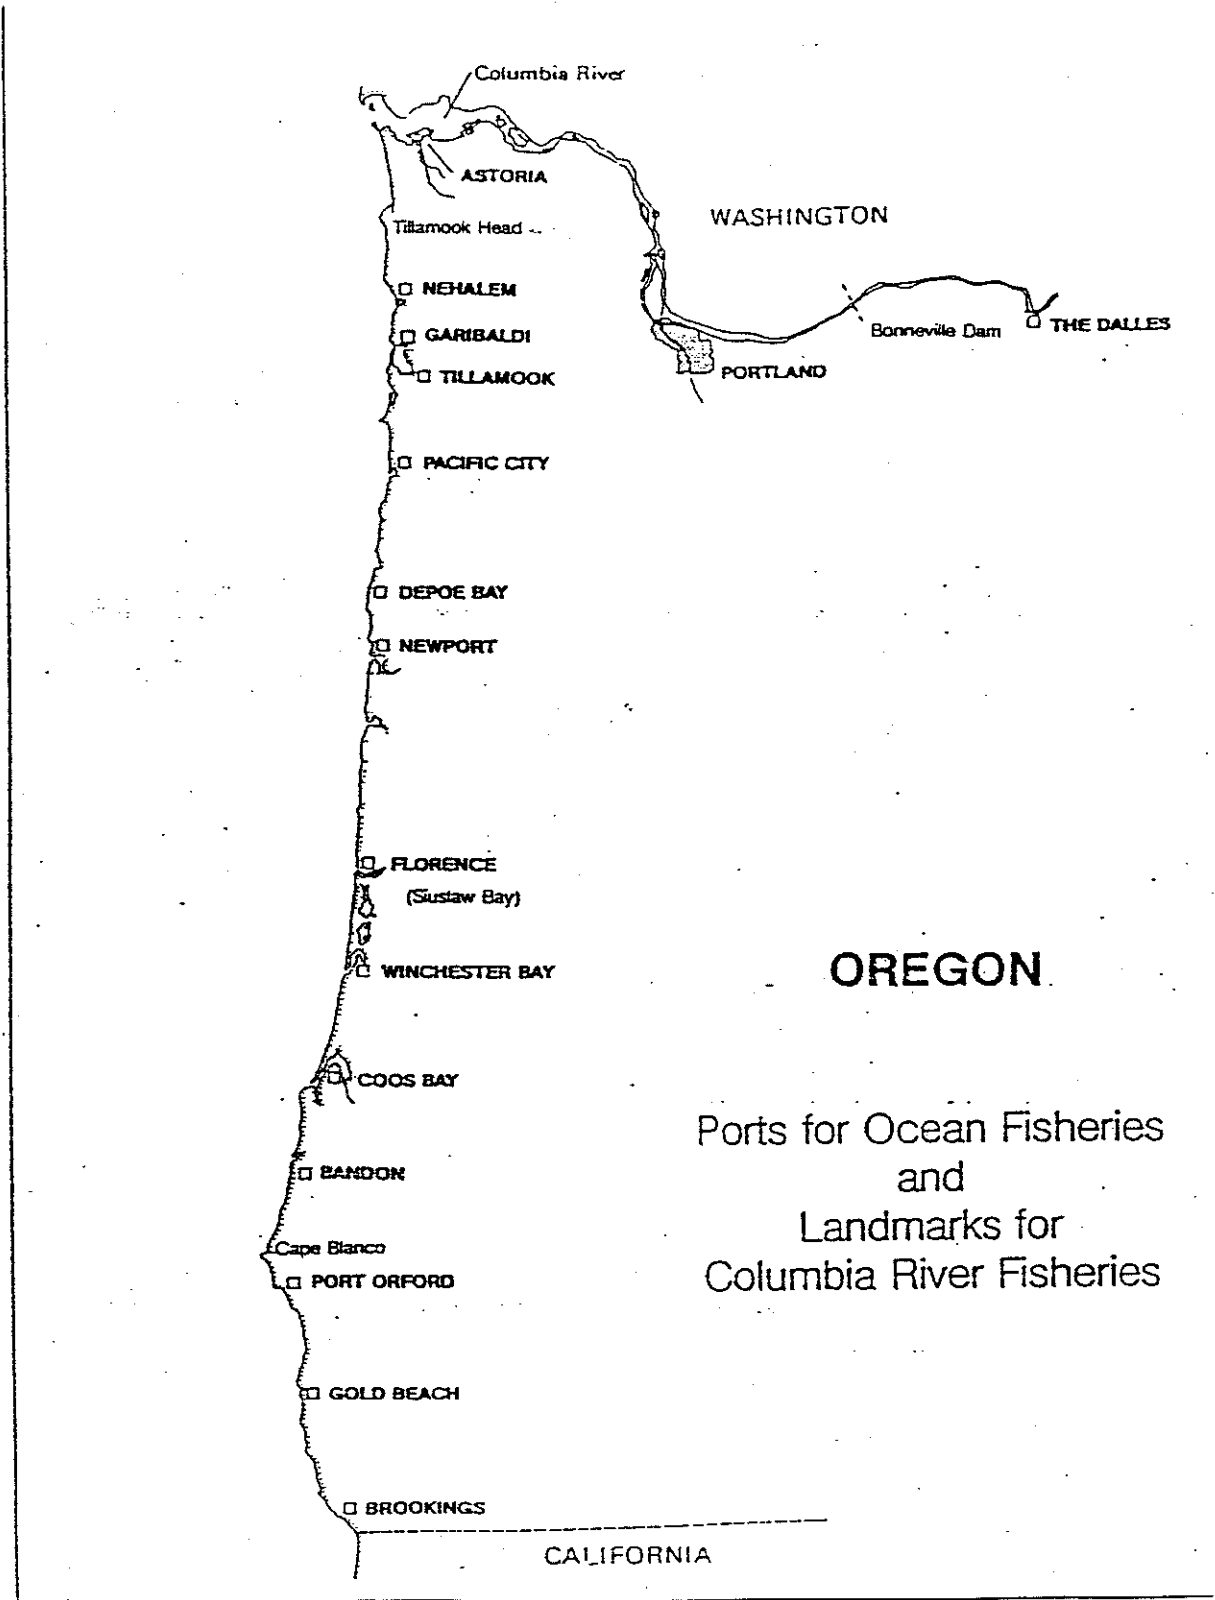 Columbia River
ASTORIA
WASHINGTON
Tillamook Head
NEHALEM
GARIBALDI
TILLAMOOK
Bonneville Dam
THE DALLES
PORTLAND
PACIFIC CITY
DEPOE BAY
NEWPORT
FLORENCE
(Siuslaw Bay)
WINCHESTER BAY
OREGON
COOS BAY
Ports for Ocean Fisheries
and
Landmarks for
Columbia River Fisheries
BANDON
Cape Blanco
PORT ORFORD
GOLD BEACH
BROOKINGS
CALIFORNIA